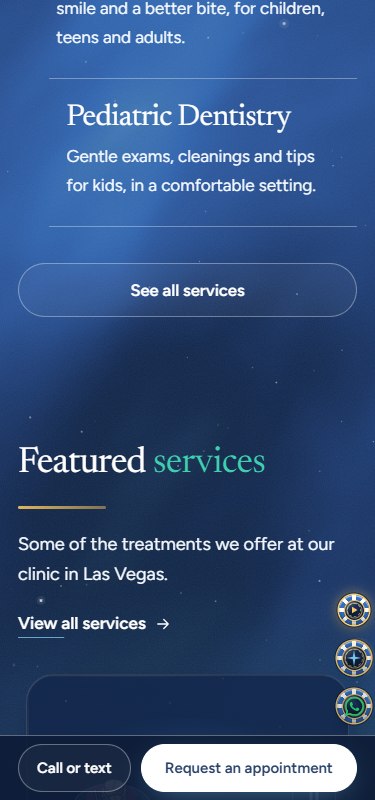 smile and a better bite, for children,
teens and adults.
Pediatric Dentistry
Gentle exams, cleanings and tips
for kids, in a comfortable setting.
See all services
Featured services
Some of the treatments we offer at our
clinic in Las Vegas.
View all services →
Call or text
Request an appointment